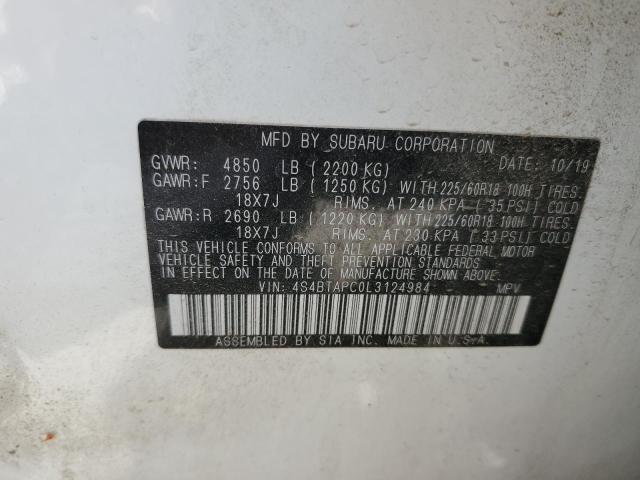 MFD BY SUBARU CORPORATION
GVWR: 4850 LB ( 2200 KG) DATE: 10/19
GAWR:F 2756 LB ( 1250 KG) WITH 225/60R18 100H TIRES
18X7J RIMS. AT 240 KPA ( 35 PSI) COLD
GAWR:R 2690 LB ( 1220 KG) WITH 225/60R18 100H TIRES.
18X7J RIMS. AT 230 KPA ( 33 PSI) COLD
THIS VEHICLE CONFORMS TO ALL APPLICABLE FEDERAL MOTOR
VEHICLE SAFETY AND THEFT PREVENTION STANDARDS
IN EFFECT ON THE DATE OF MANUFACTURE SHOWN ABOVE.
VIN: 4S4BTAPC0L3124984 MPV
ASSEMBLED BY SIA INC. MADE IN U.S.A.